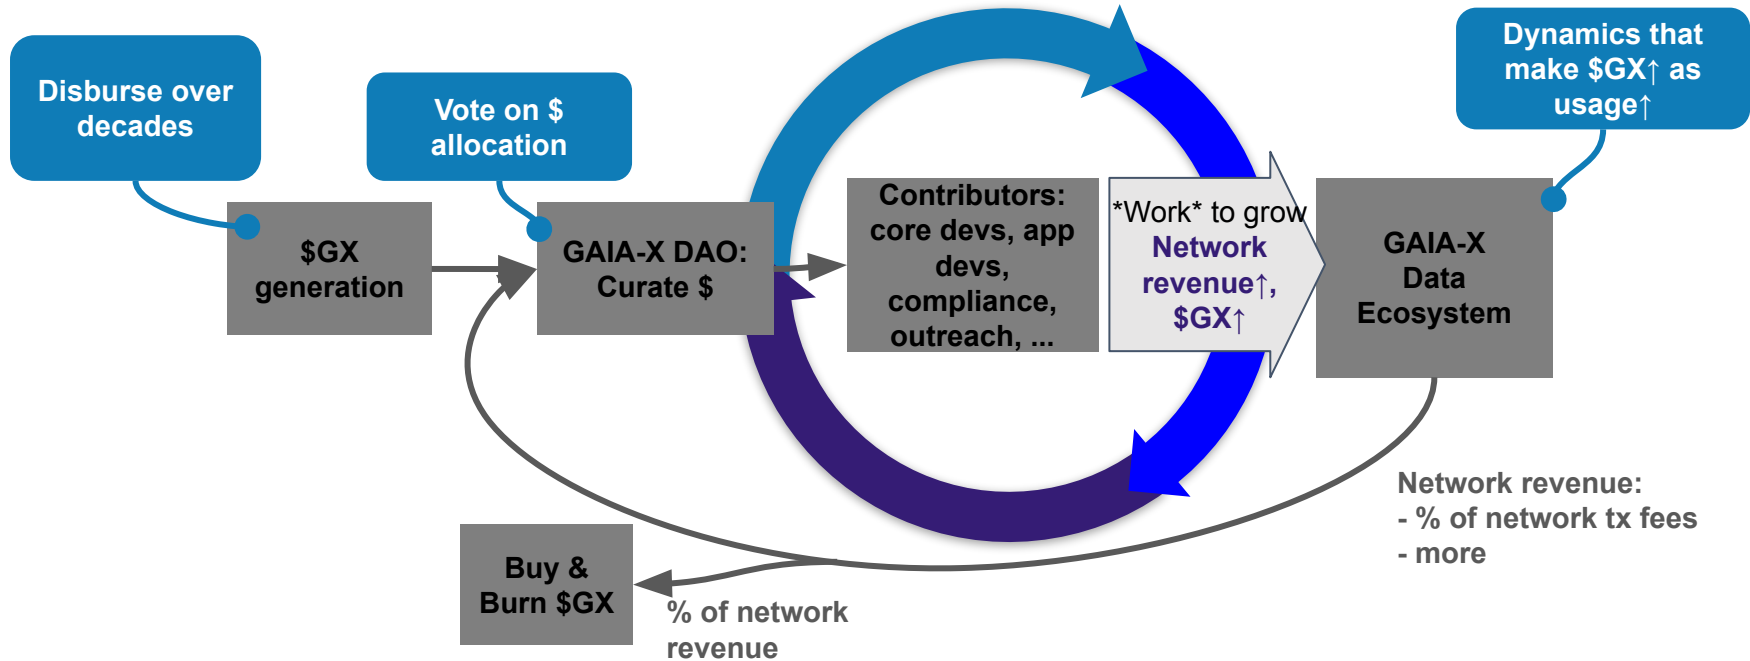 Disburse over
decades
Vote on $
allocation
Dynamics that
make $GX↑ as
usage↑
$GX
generation
GAIA-X DAO:
Curate $
Contributors:
core devs, app
devs,
compliance,
outreach, ...
*Work* to grow
Network
revenue↑,
$GX↑
GAIA-X
Data
Ecosystem
Network revenue:
- % of network tx fees
- more
Buy &
Burn $GX
% of network
revenue